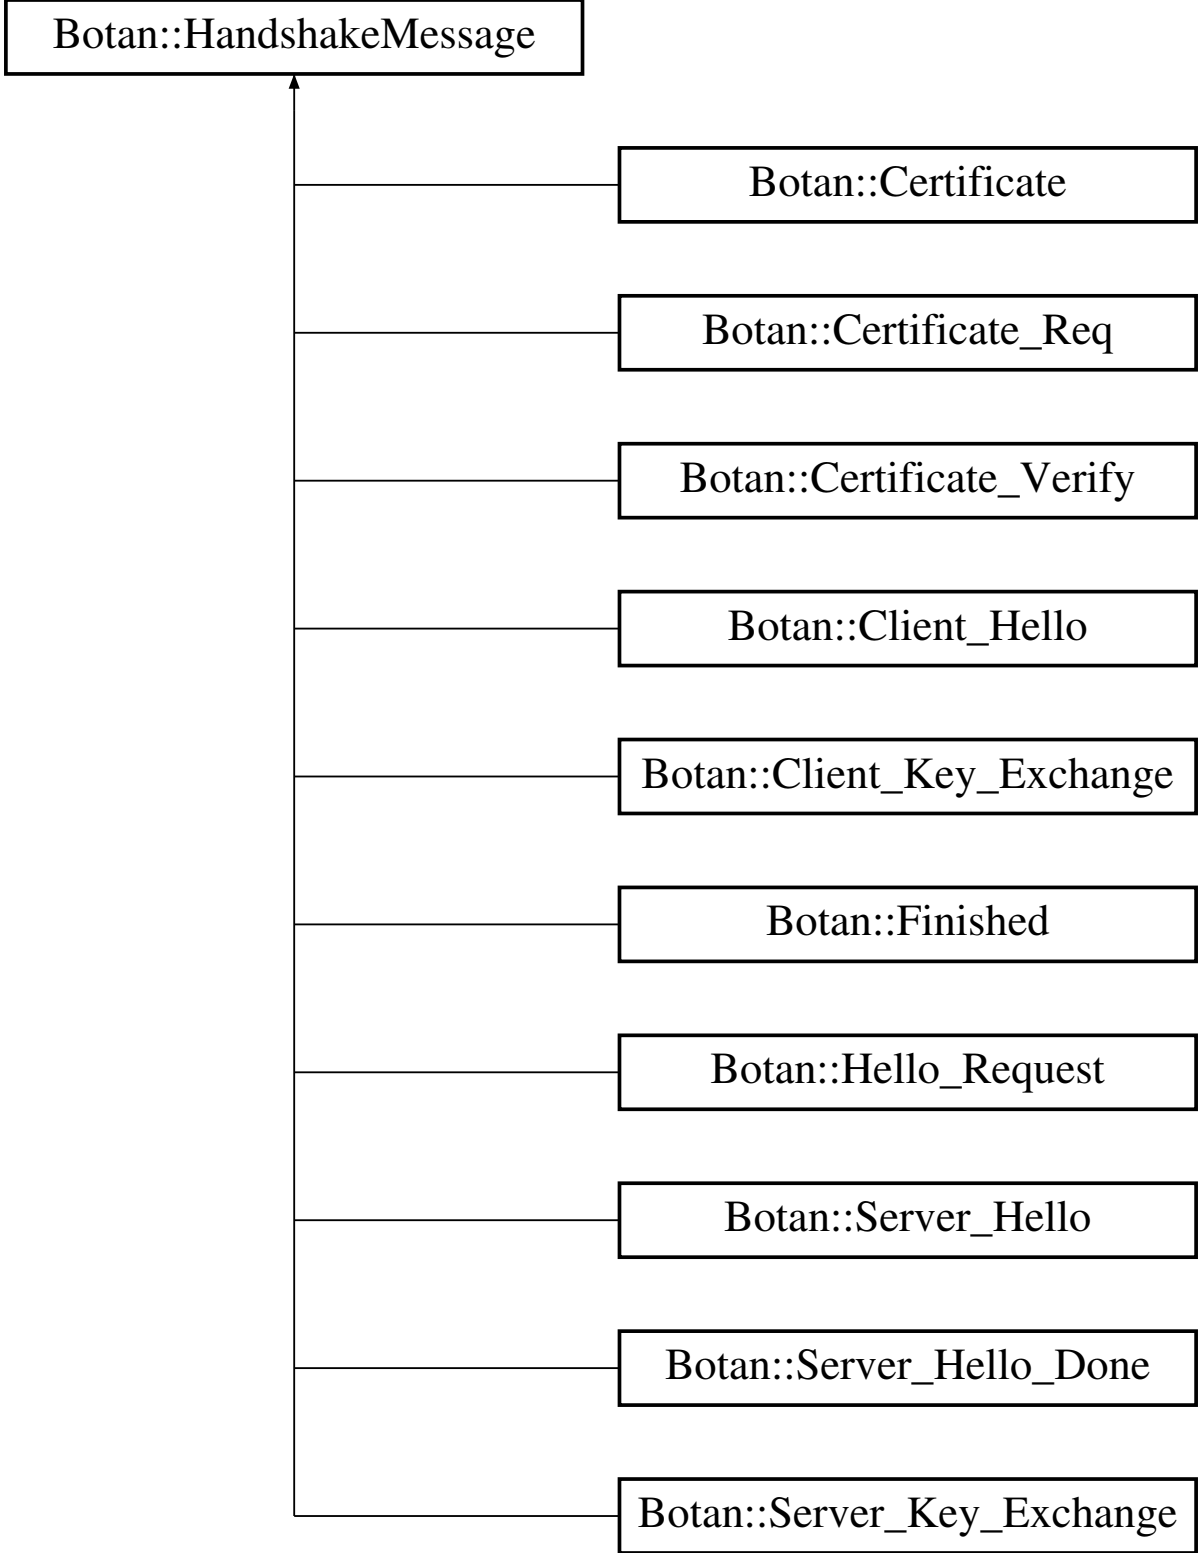 Botan::HandshakeMessage
Botan::Certificate
Botan::Certificate_Req
Botan::Certificate_Verify
Botan::Client_Hello
Botan::Client_Key_Exchange
Botan::Finished
Botan::Hello_Request
Botan::Server_Hello
Botan::Server_Hello_Done
Botan::Server_Key_Exchange